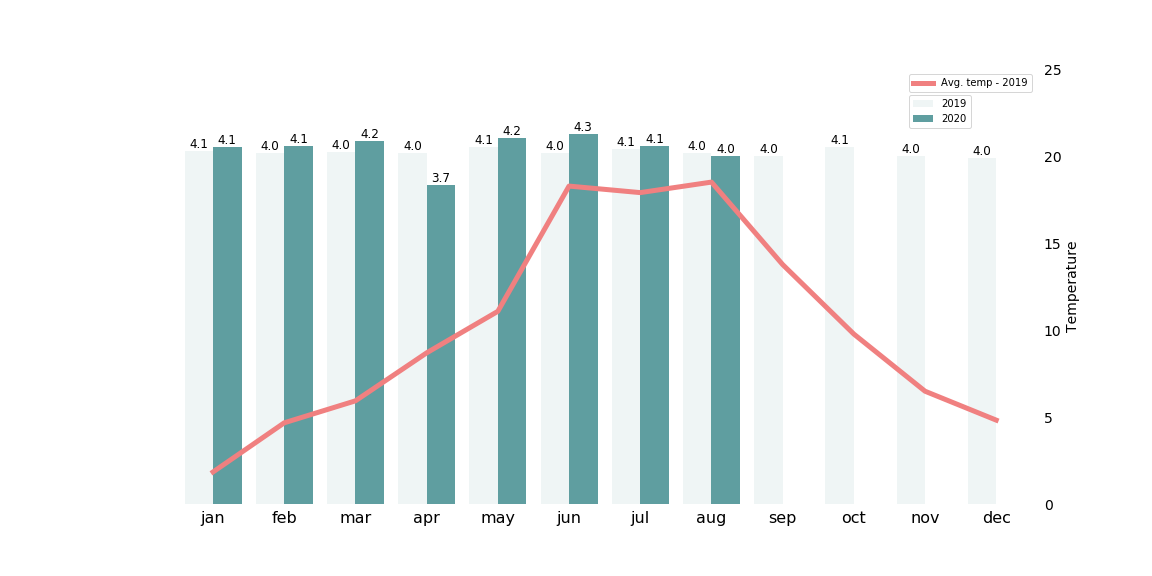 25
Avg. temp - 2019
2019
2020
4.1 4.1 4.0 4.1 4.0 4.2 4.0 3.7 4.1 4.2 4.0 4.3 4.1 4.1 4.0 4.0 4.0 4.1 4.0 4.0
20
15
Temperature
10
5
0
jan feb mar apr may jun jul aug sep oct nov dec